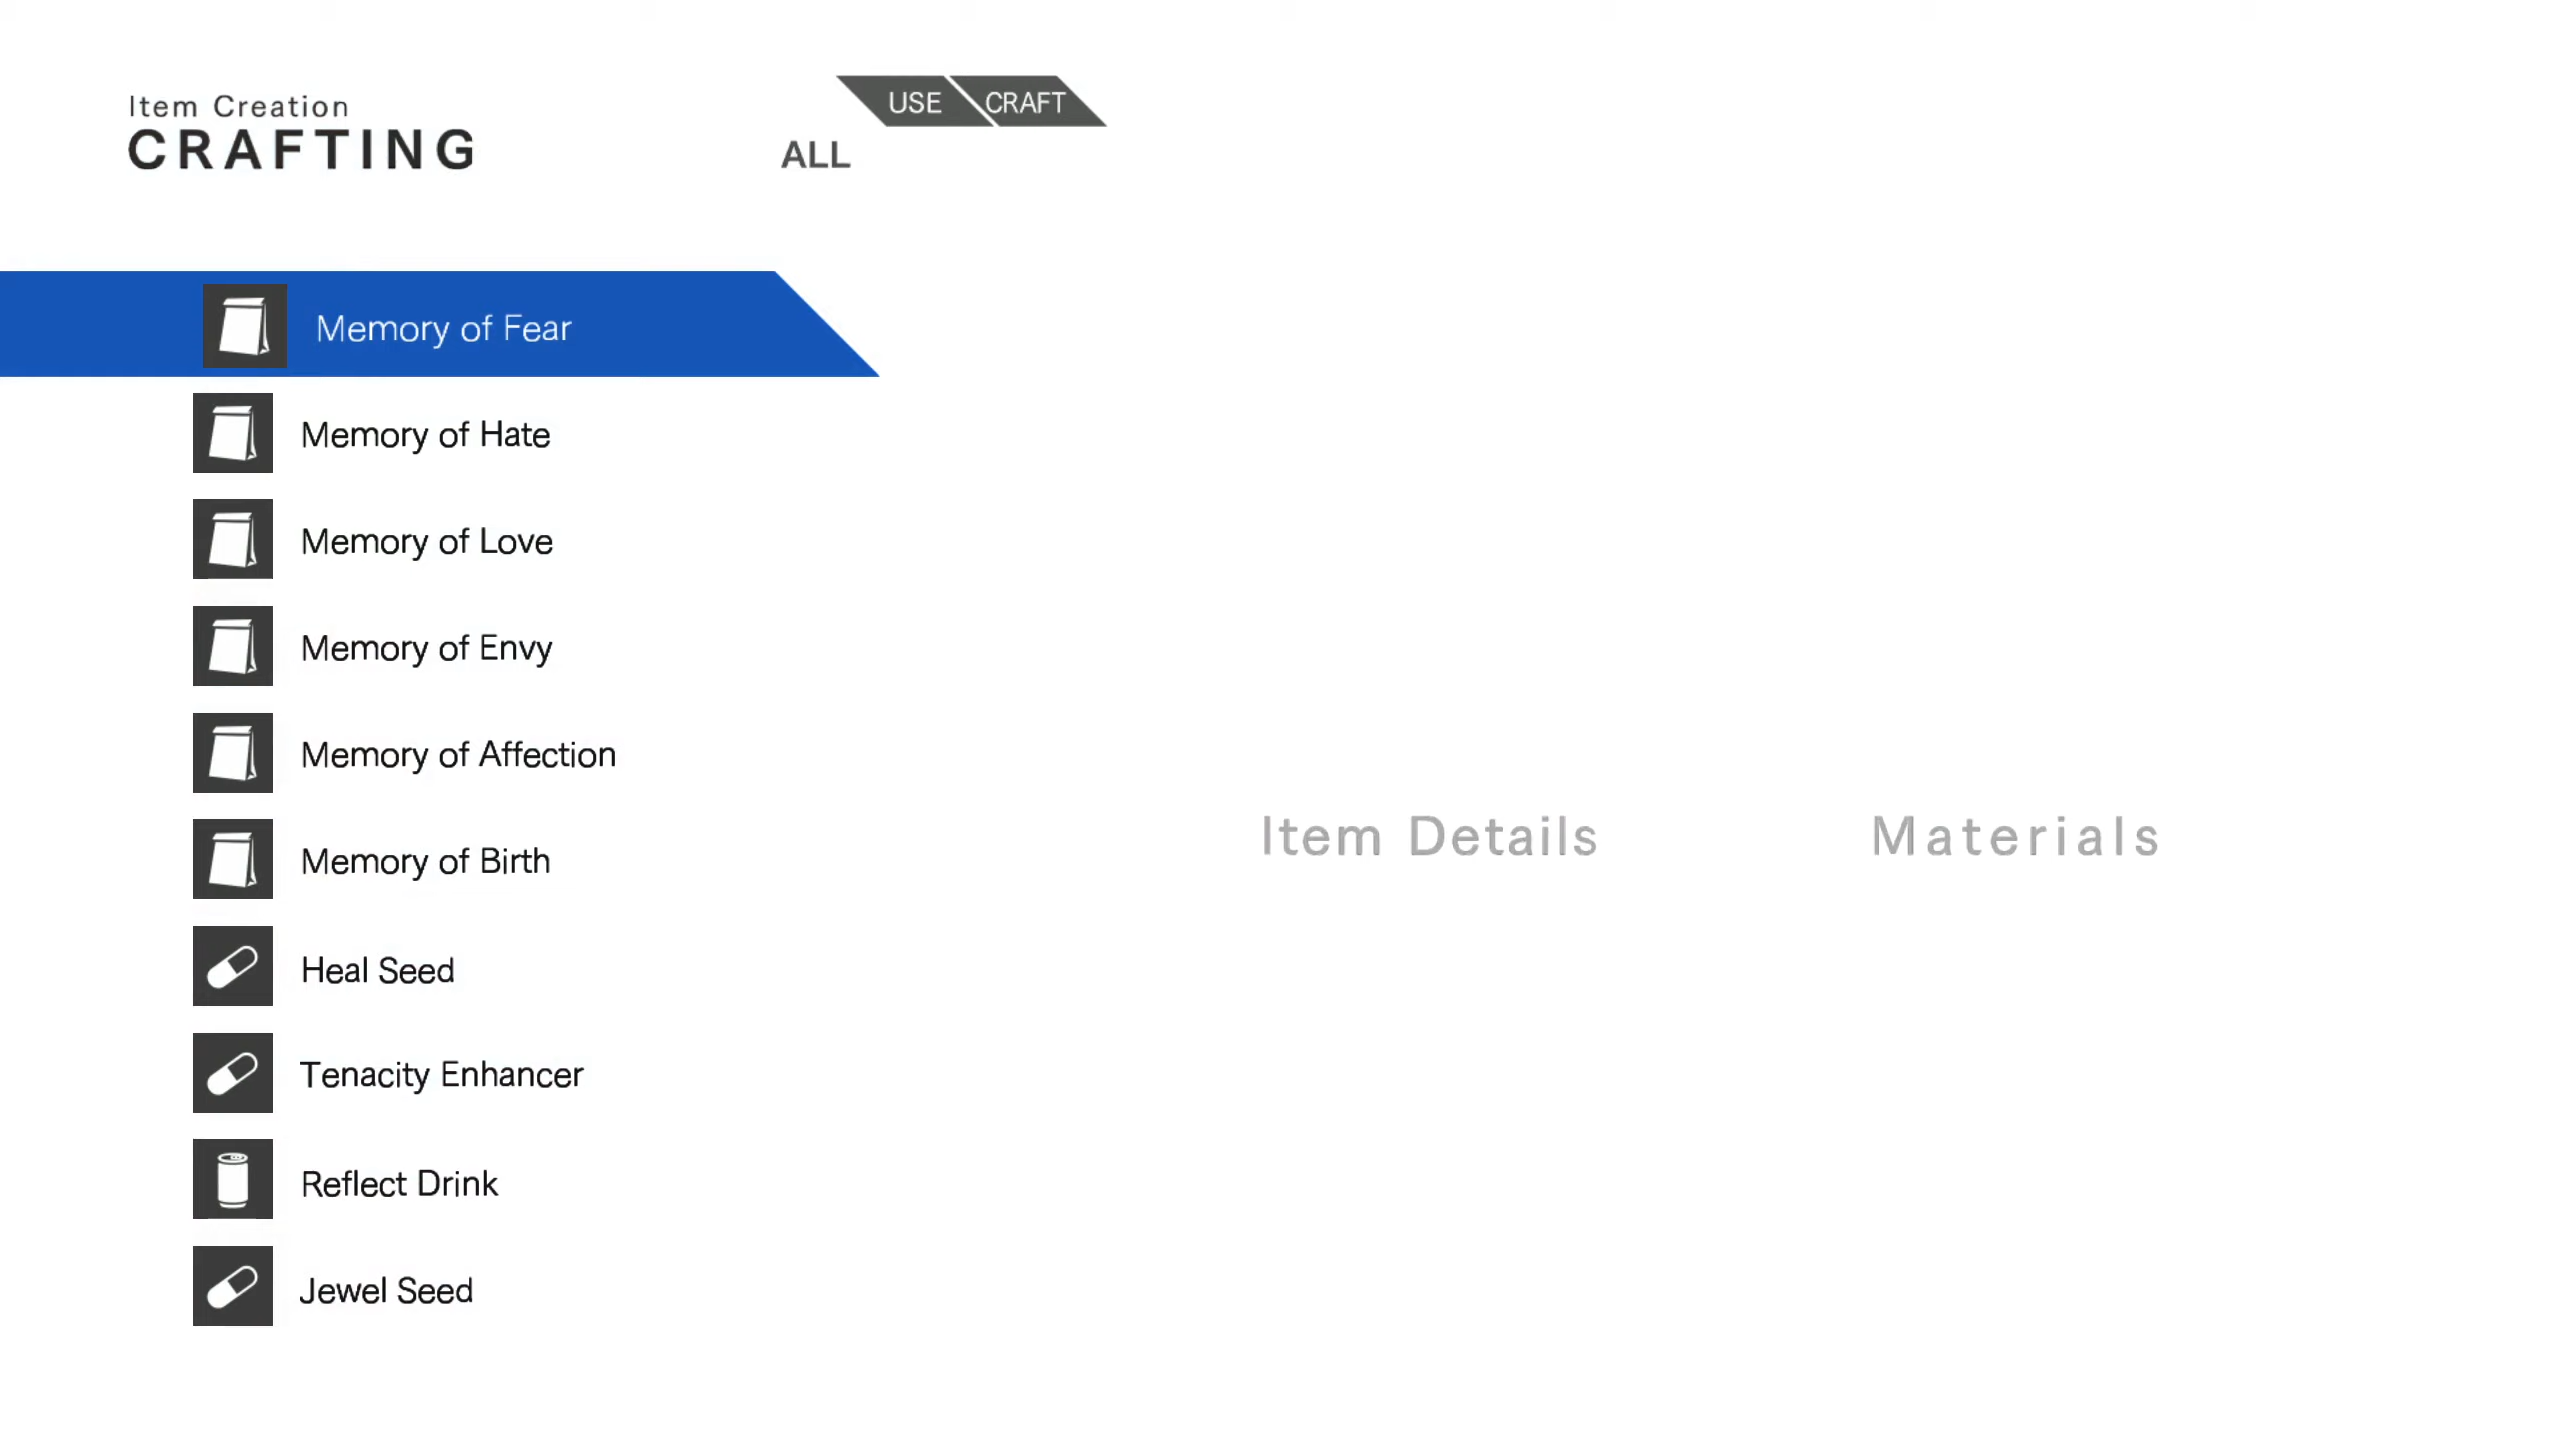 Item Creation
CRAFTING
USE CRAFT
ALL
Memory of Fear
Memory of Hate
Memory of Love
Memory of Envy
Memory of Affection
Memory of Birth
Heal Seed
Tenacity Enhancer
Reflect Drink
Jewel Seed
Item Details
Materials